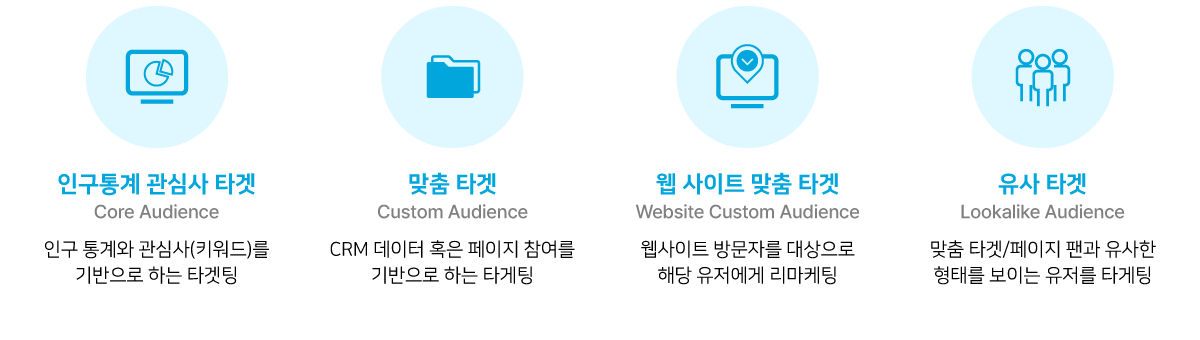 인구통계 관심사 타겟
Core Audience
인구 통계와 관심사(키워드)를
기반으로 하는 타겟팅
맞춤 타겟
Custom Audience
CRM 데이터 혹은 페이지 참여를
기반으로 하는 타게팅
웹 사이트 맞춤 타겟
Website Custom Audience
웹사이트 방문자를 대상으로
해당 유저에게 리마케팅
유사 타겟
Lookalike Audience
맞춤 타겟/페이지 팬과 유사한
형태를 보이는 유저를 타게팅